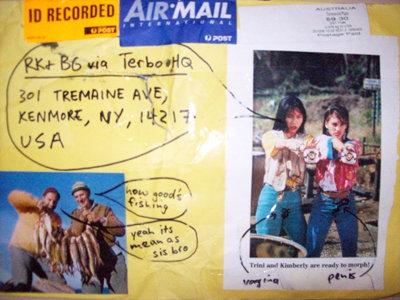 ID RECORDED
POST
AIR MAIL
INTERNATIONAL
POST
AUSTRALIA
$9.30
Postage Paid
RK+ BG via TerbooHQ
301 TREMAINE AVE,
KENMORE, NY, 14217.
USA
how good's
fishing
yeah its
mean as
sis bro
Trini and Kimberly are ready to morph!
vagina
penis